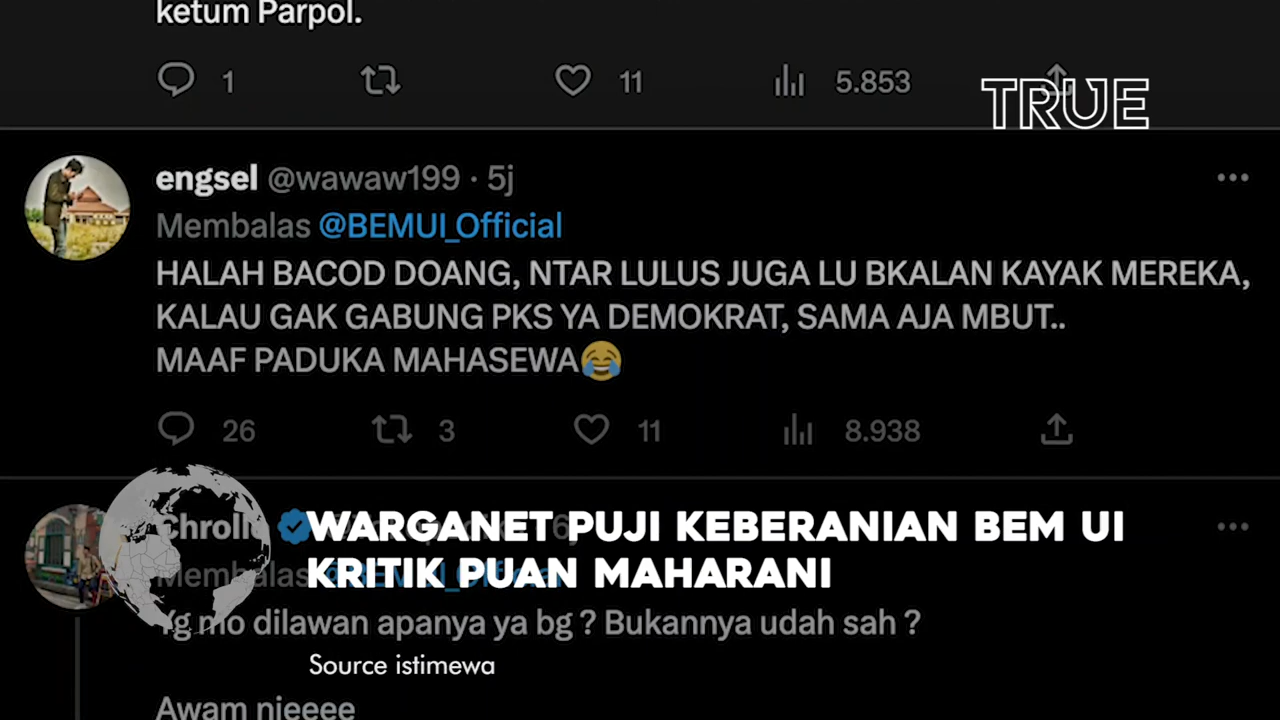 ketum Parpol.
1 11 5.853
TRUE
engsel @wawaw199 · 5j
Membalas @BEMUI_Official
HALAH BACOD DOANG, NTAR LULUS JUGA LU BKALAN KAYAK MEREKA,
KALAU GAK GABUNG PKS YA DEMOKRAT, SAMA AJA MBUT..
MAAF PADUKA MAHASEWA😂
26 3 11 8.938
WARGANET PUJI KEBERANIAN BEM UI
KRITIK PUAN MAHARANI
Membalas
Yg mo dilawan apanya ya bg ? Bukannya udah sah ?
Source istimewa
Awam nieeee